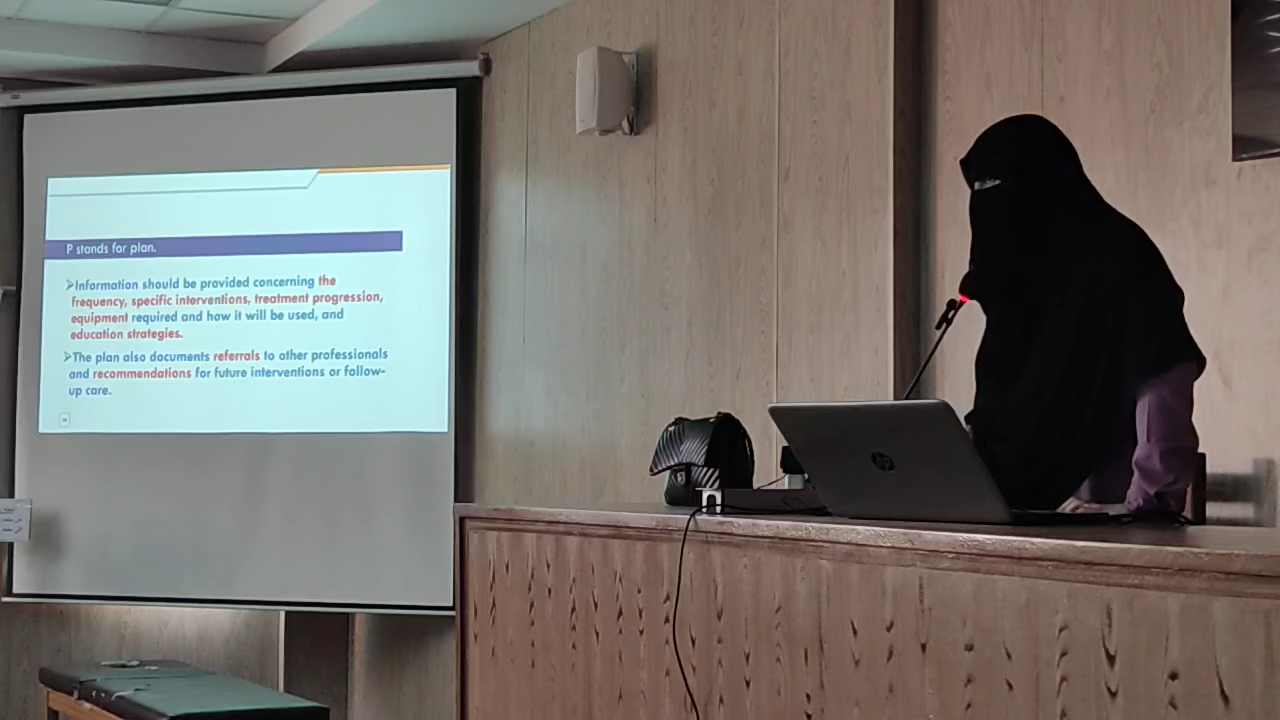 P stands for plan.
⮚Information should be provided concerning the
frequency, specific interventions, treatment progression,
equipment required and how it will be used, and
education strategies.
⮚The plan also documents referrals to other professionals
and recommendations for future interventions or follow-
up care.
hp